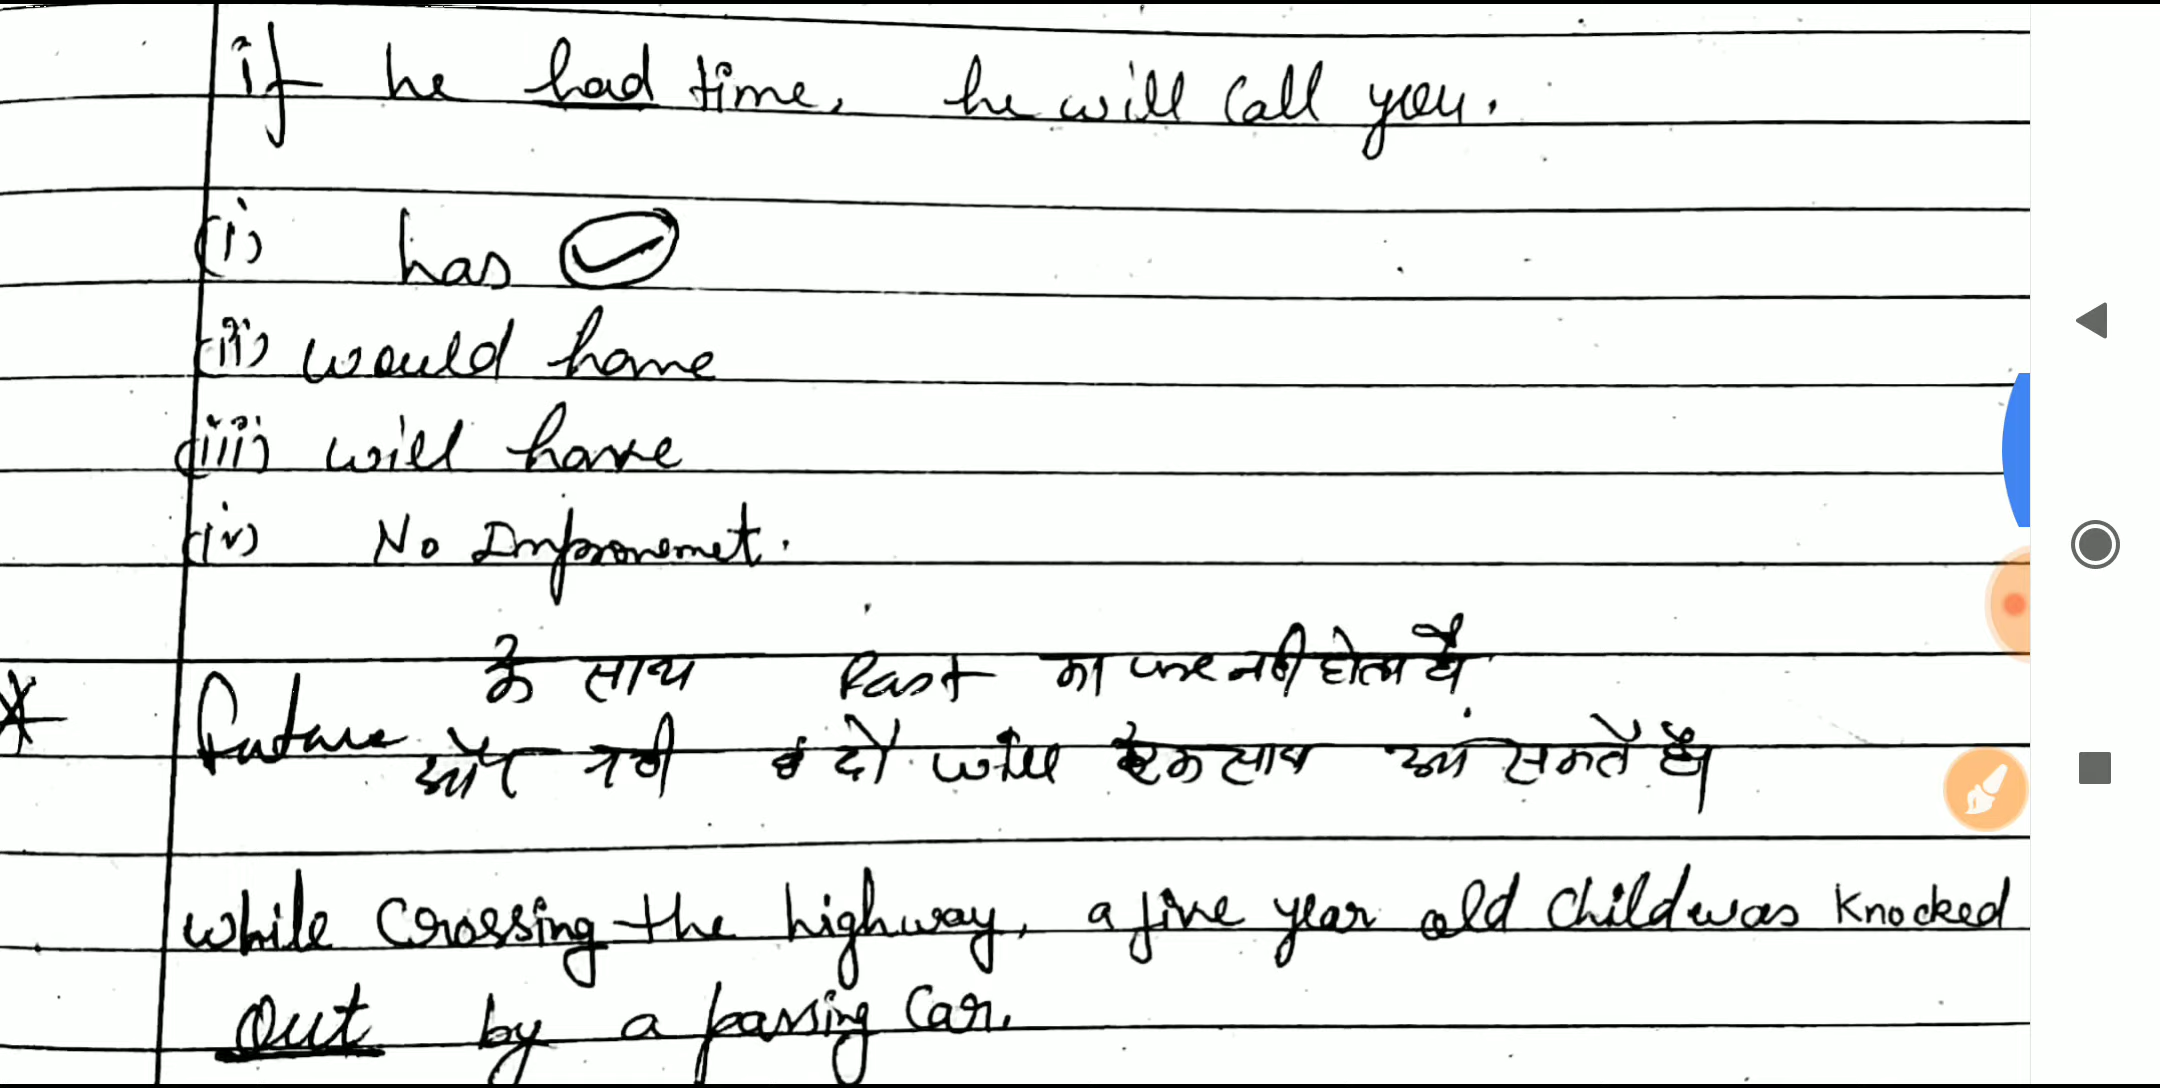 if he had time, he will call you.
(i) has
(ii) would have
(iii) will have
(iv) No Improvemet.
के साथ Past का use नही होता है
* future और नही दो will एक साथ आ सकते है।
while crossing the highway, a five year old child was knocked
out by a passing car.